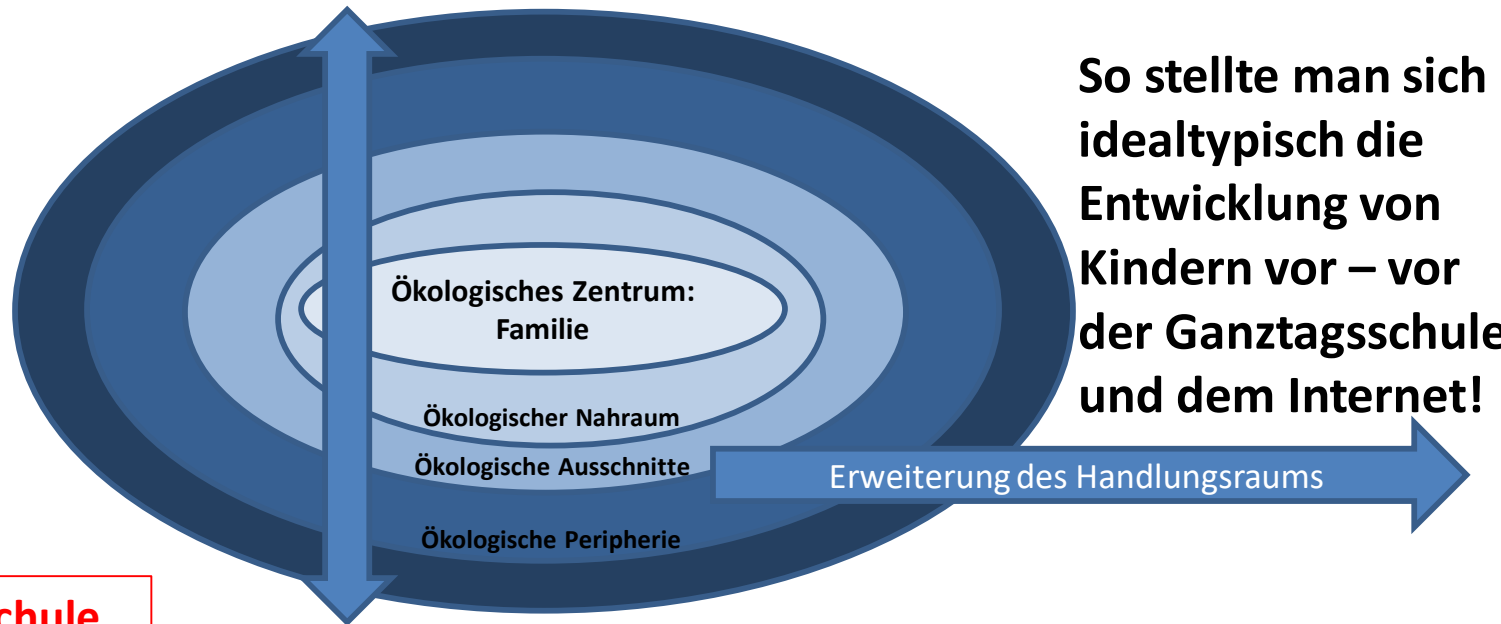 So stellte man sich
idealtypisch die
Entwicklung von
Kindern vor – vor
der Ganztagsschule
und dem Internet!
Ökologisches Zentrum:
Familie
Ökologischer Nahraum
Ökologische Ausschnitte
Erweiterung des Handlungsraums
Ökologische Peripherie
chule